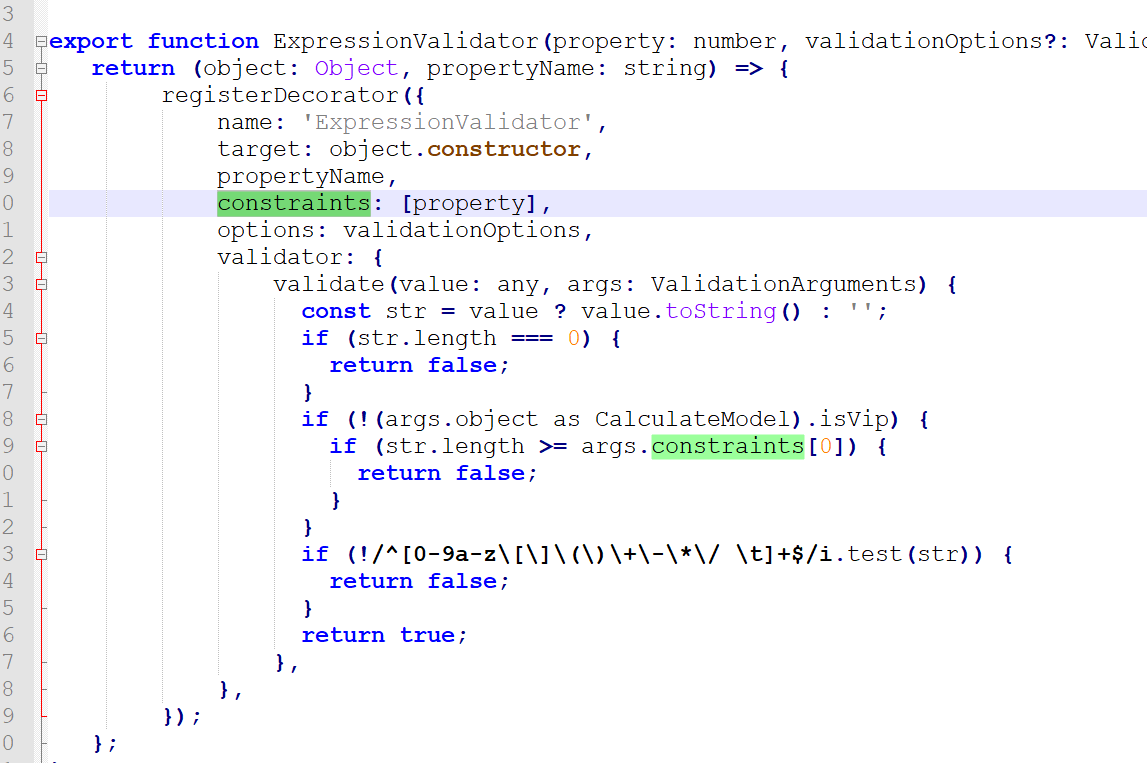 3
4 export function ExpressionValidator(property: number, validationOptions?: Valid
5 return (object: Object, propertyName: string) => {
6 registerDecorator({
7 name: 'ExpressionValidator',
8 target: object.constructor,
9 propertyName,
0 constraints: [property],
1 options: validationOptions,
2 validator: {
3 validate(value: any, args: ValidationArguments) {
4 const str = value ? value.toString() : '';
5 if (str.length === 0) {
6 return false;
7 }
8 if (!(args.object as CalculateModel).isVip) {
9 if (str.length >= args.constraints[0]) {
0 return false;
1 }
2 }
3 if (!/^[0-9a-z\[\]\(\)\+\-\*\/ \t]+$/i.test(str)) {
4 return false;
5 }
6 return true;
7 },
8 },
9 });
0 };